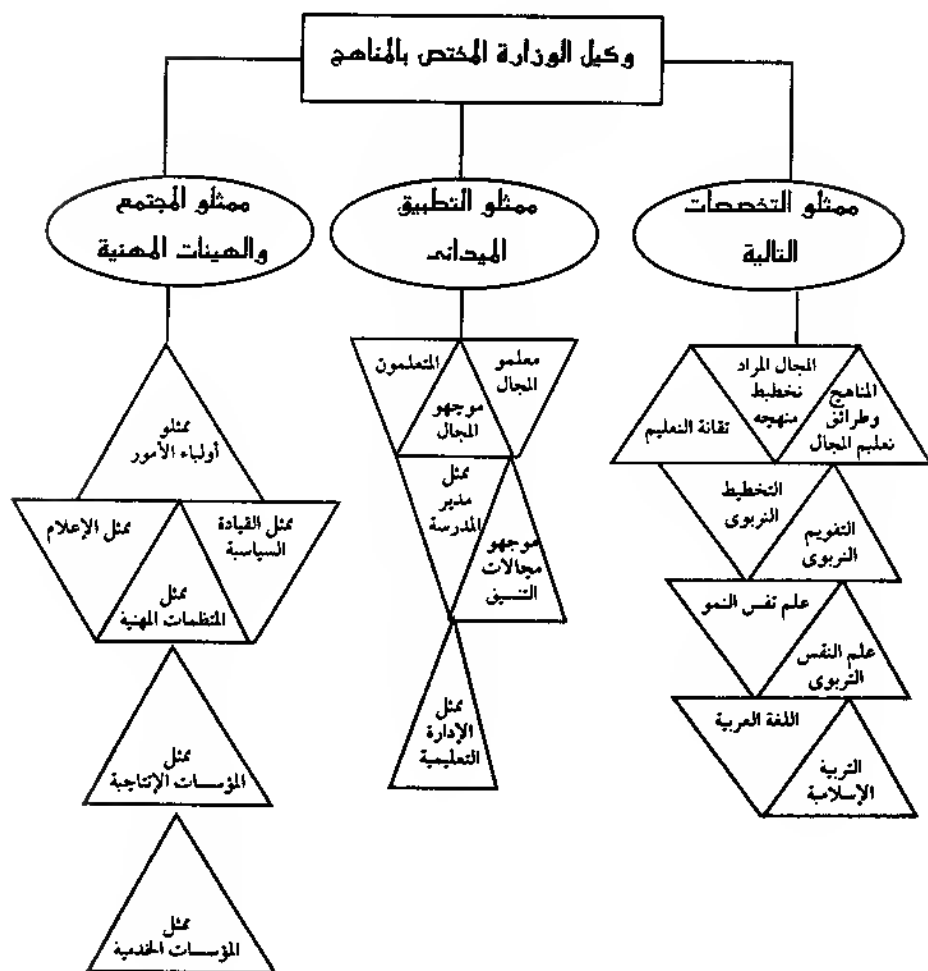 وكيل الوزارة المختص بالمناهج
ممثلو التخصصات
التالية
ممثلو التطبيق
الميدانى
ممثلو المجتمع
والهيئات المهنية
المناهج
وطرائق
تعليم المجال
المجال المراد
تخطيط
منهجه
تقانة التعليم
التخطيط
التربوى
التقويم
التربوى
علم نفس النمو
علم النفس
التربوى
اللغة العربية
التربية
الإسلامية
معلمو
المجال
موجهو
المجال
المتعلمون
ممثل
مدير
المدرسة
موجهو
مجالات
التنسيق
ممثل
الإدارة
التعليمية
ممثلو
أولياء الأمور
ممثل القيادة
السياسية
ممثل
المنظمات المهنية
ممثل الإعلام
ممثل
المؤسسات الإنتاجية
ممثل
المؤسسات الخدمية